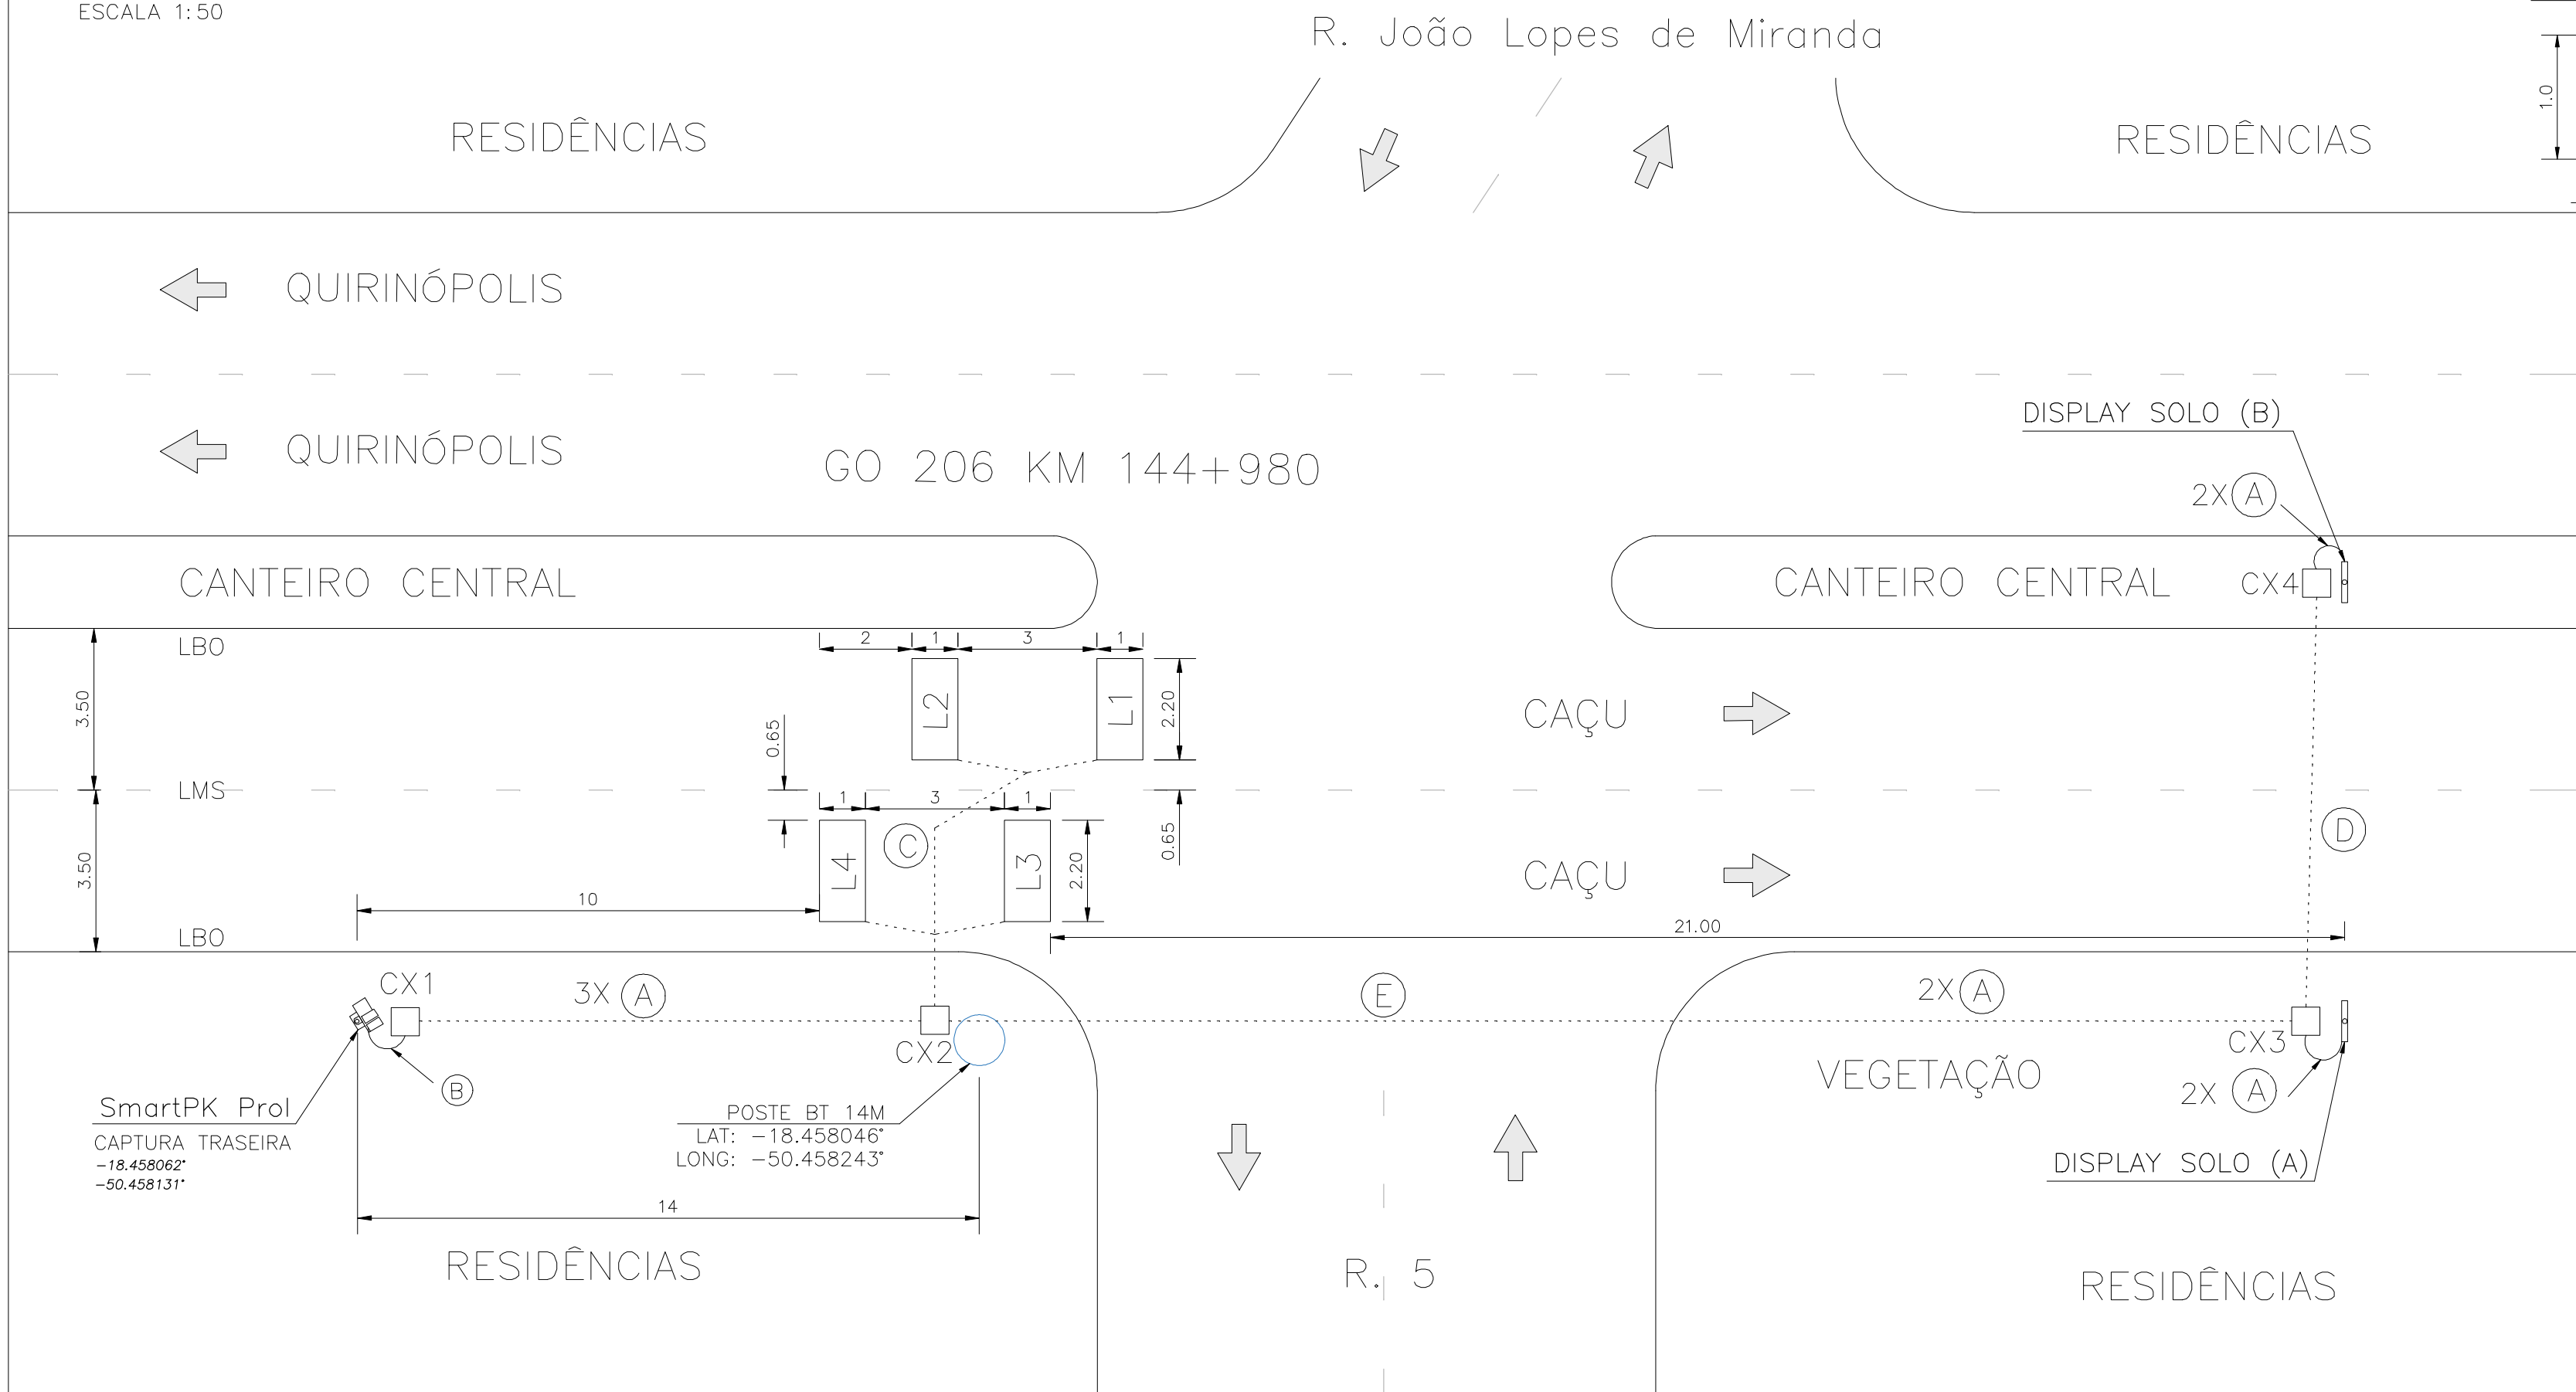 ESCALA 1:50
R. João Lopes de Miranda
1.0
RESIDÊNCIAS
RESIDÊNCIAS
QUIRINÓPOLIS
DISPLAY SOLO (B)
QUIRINÓPOLIS
GO 206 KM 144+980
2X A
CANTEIRO CENTRAL
CANTEIRO CENTRAL
CX4
LBO
2
1
3
1
3.50
L2
L1
2.20
CAÇU
0.65
LMS
1
3
1
C
0.65
D
3.50
L4
L3
2.20
CAÇU
10
21.00
LBO
CX1
3X A
E
2X A
CX2
CX3
VEGETAÇÃO
B
2X A
SmartPK ProI
CAPTURA TRASEIRA
-18.458062°
-50.458131°
POSTE BT 14M
LAT: -18.458046°
LONG: -50.458243°
DISPLAY SOLO (A)
14
RESIDÊNCIAS
R. 5
RESIDÊNCIAS